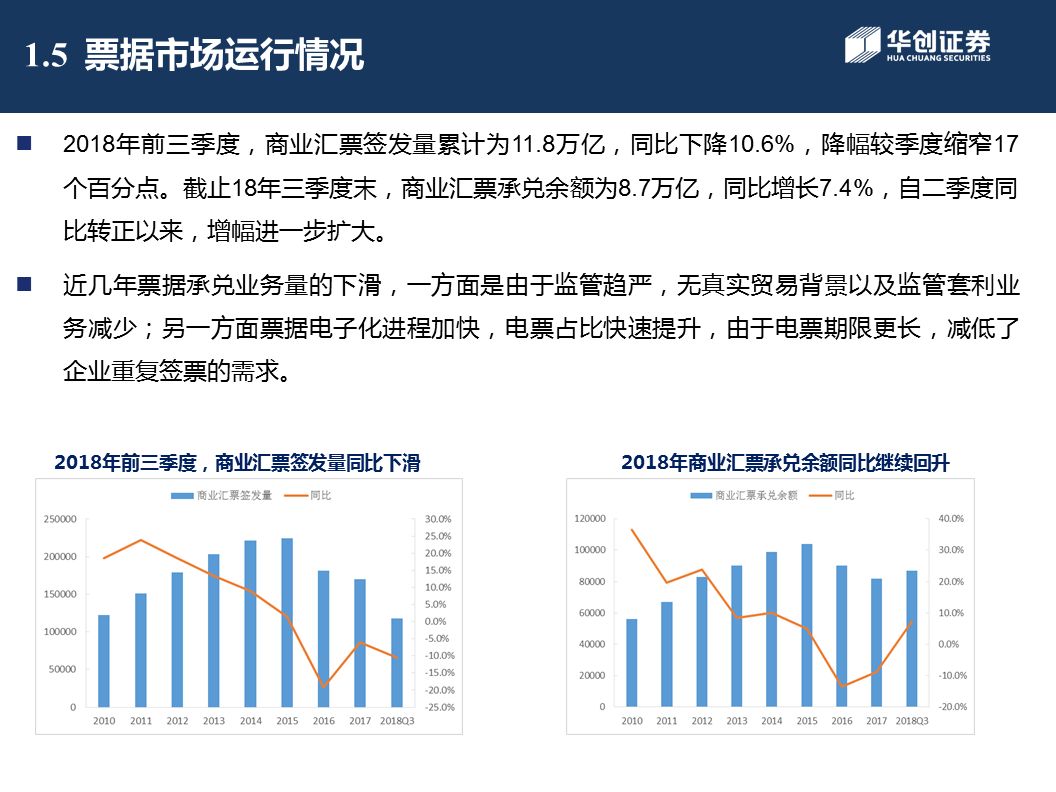 1.5 票据市场运行情况
华创证券
HUA CHUANG SECURITIES
2018年前三季度，商业汇票签发量累计为11.8万亿，同比下降10.6%，降幅较季度缩窄17
个百分点。截止18年三季度末，商业汇票承兑余额为8.7万亿，同比增长7.4%，自二季度同
比转正以来，增幅进一步扩大。
近几年票据承兑业务量的下滑，一方面是由于监管趋严，无真实贸易背景以及监管套利业
务减少；另一方面票据电子化进程加快，电票占比快速提升，由于电票期限更长，减低了
企业重复签票的需求。
2018年前三季度，商业汇票签发量同比下滑
商业汇票签发量 同比
250000
200000
150000
100000
50000
0
30.0%
25.0%
20.0%
15.0%
10.0%
5.0%
0.0%
-5.0%
-10.0%
-15.0%
-20.0%
-25.0%
2010 2011 2012 2013 2014 2015 2016 2017 2018Q3
2018年商业汇票承兑余额同比继续回升
商业汇票承兑余额 同比
120000
100000
80000
60000
40000
20000
0
40.0%
30.0%
20.0%
10.0%
0.0%
-10.0%
-20.0%
2010 2011 2012 2013 2014 2015 2016 2017 2018Q3